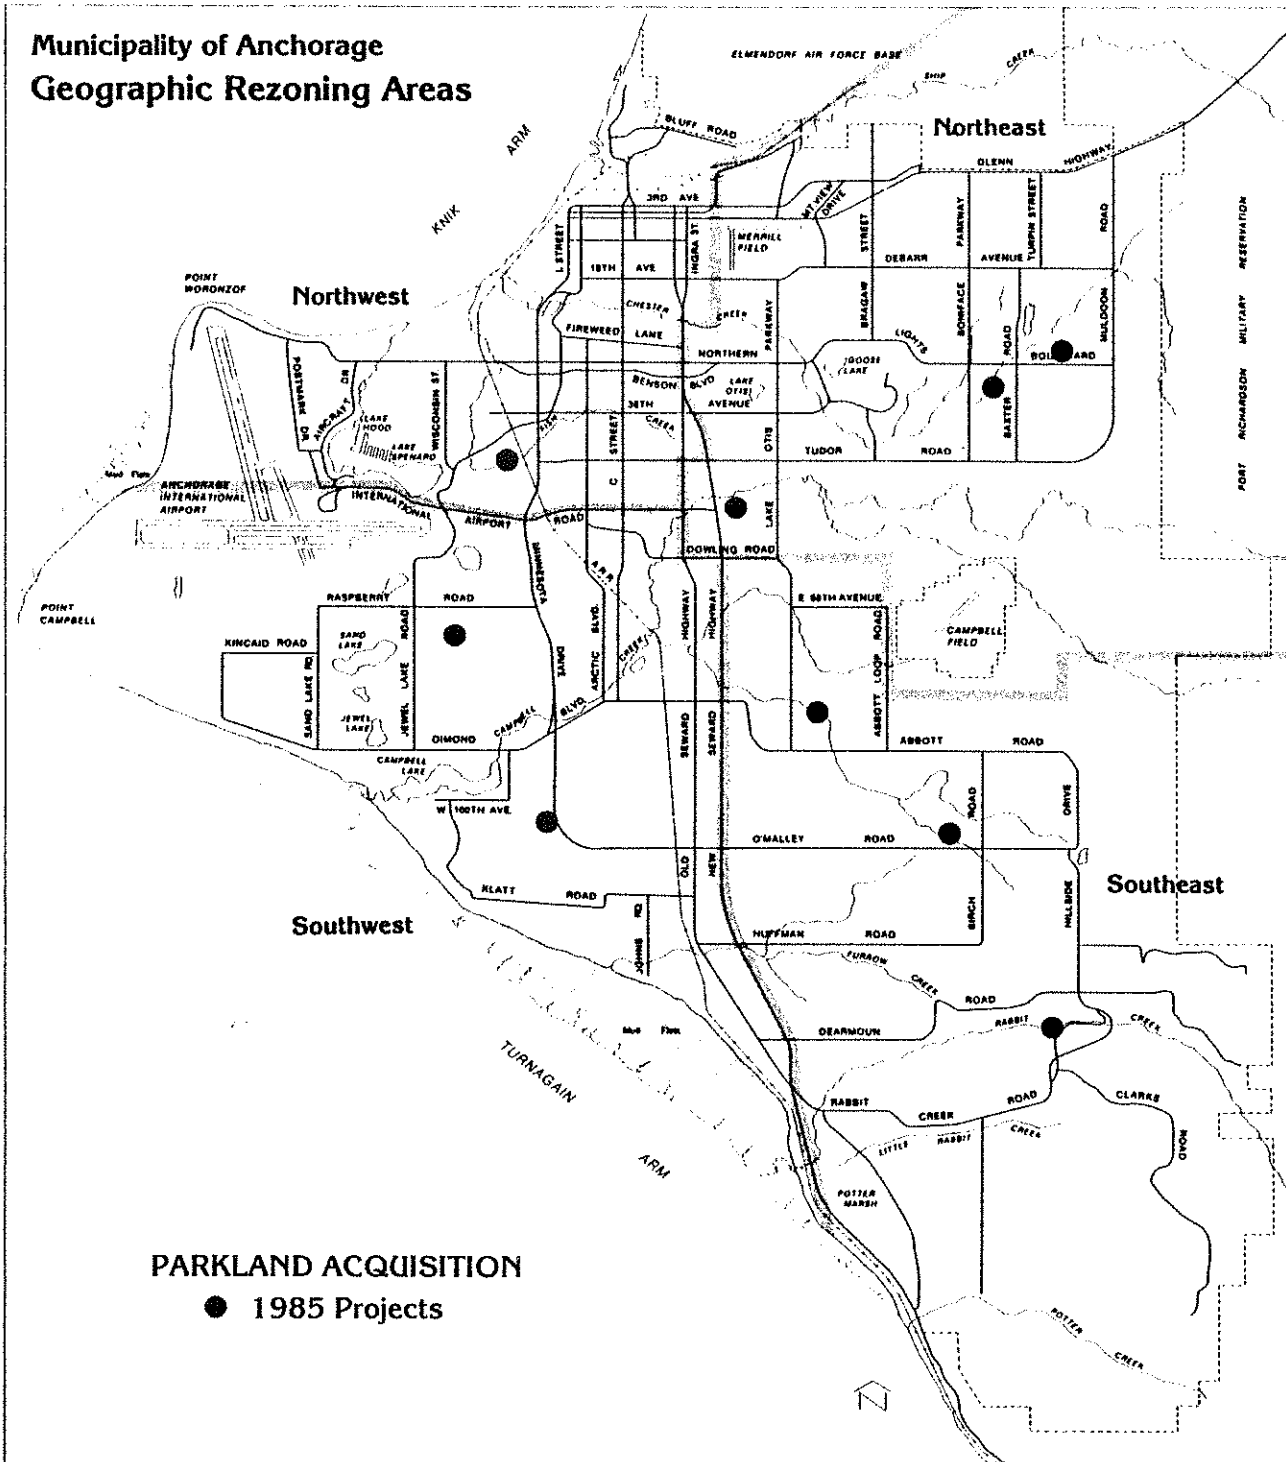 Municipality of Anchorage
Geographic Rezoning Areas
ELMENDORF AIR FORCE BASE
SHIP CREEK
KNIK ARM
BLUFF ROAD
Northeast
GLENN HIGHWAY
3RD AVE
MT VIEW DRIVE
L STREET
INGRA ST.
MERRILL FIELD
BRAGAW STREET
BONIFACE PARKWAY
TURPIN STREET
MULDOON ROAD
DEBARR AVENUE
15TH AVE
FORT RICHARDSON MILITARY RESERVATION
POINT WORONZOF
Northwest
CHESTER CREEK
FIREWEED LANE
NORTHERN LIGHTS BOULEVARD
BENSON BLVD
LAKE OTIS
GOOSE LAKE
36TH AVENUE
LAKE OTIS PARKWAY
BAXTER ROAD
POSTMARK DR.
AIRCRAFT DR
WISCONSIN ST.
LAKE HOOD
LAKE SPENARD
FISH CREEK
C STREET
TUDOR ROAD
Mud Flats
ANCHORAGE INTERNATIONAL AIRPORT
INTERNATIONAL AIRPORT ROAD
DOWLING ROAD
MINNESOTA DRIVE
A.R.R.
ARCTIC BLVD.
POINT CAMPBELL
RASPBERRY ROAD
KINCAID ROAD
SAND LAKE
SAND LAKE RD
JEWEL LAKE
JEWEL LAKE ROAD
E 68TH AVENUE
ABBOTT LOOP ROAD
CAMPBELL FIELD
CAMPBELL CREEK
DIMOND BLVD.
CAMPBELL LAKE
OLD SEWARD HIGHWAY
NEW SEWARD HIGHWAY
ABBOTT ROAD
W 100TH AVE.
O'MALLEY ROAD
BIRCH ROAD
HILLSIDE DRIVE
KLATT ROAD
JOHNS RD
Southwest
Southeast
HUFFMAN ROAD
FURROW CREEK
DEARMOUN ROAD
RABBIT CREEK
Mud Flats
TURNAGAIN ARM
RABBIT CREEK ROAD
CLARKS ROAD
LITTLE RABBIT CREEK
POTTER MARSH
POTTER CREEK
PARKLAND ACQUISITION
1985 Projects
N